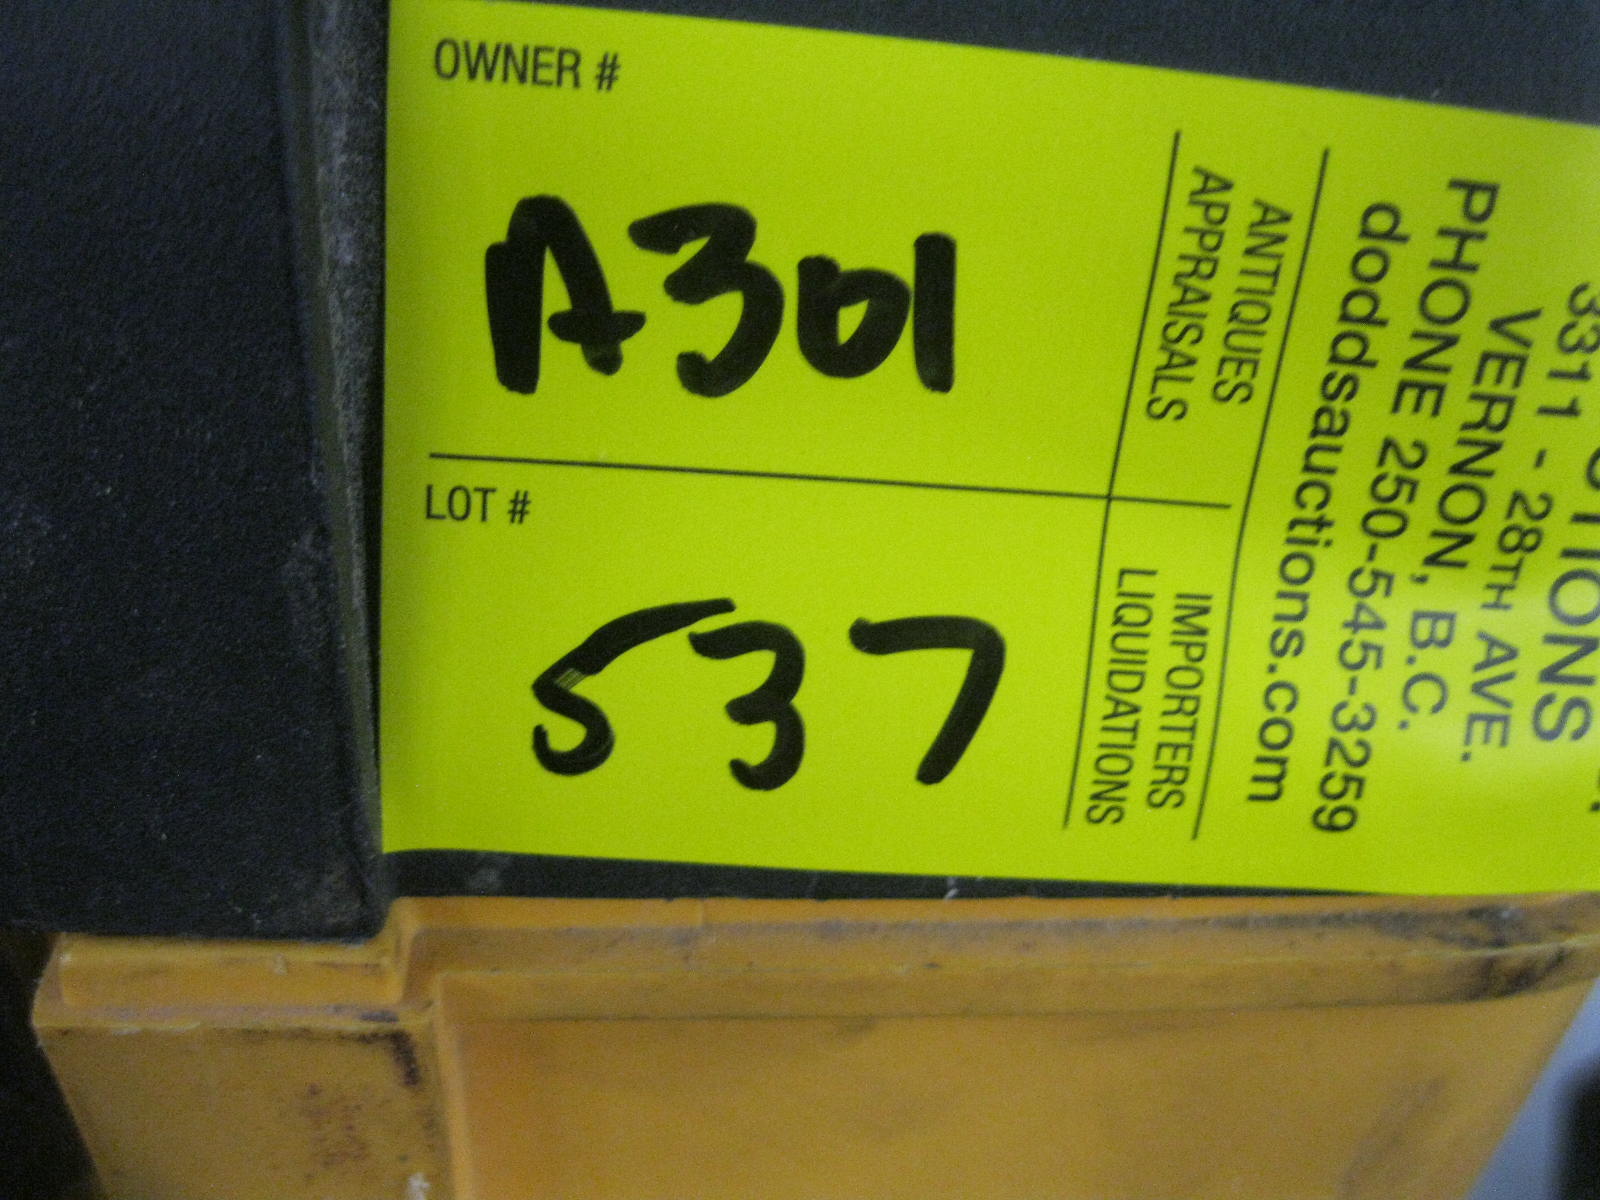 OWNER #
A301
LOT #
537
ANTIQUES
APPRAISALS
IMPORTERS
LIQUIDATIONS
3311 - 28TH AVE.
VERNON, B.C.
PHONE 250-545-3259
doddsauctions.com